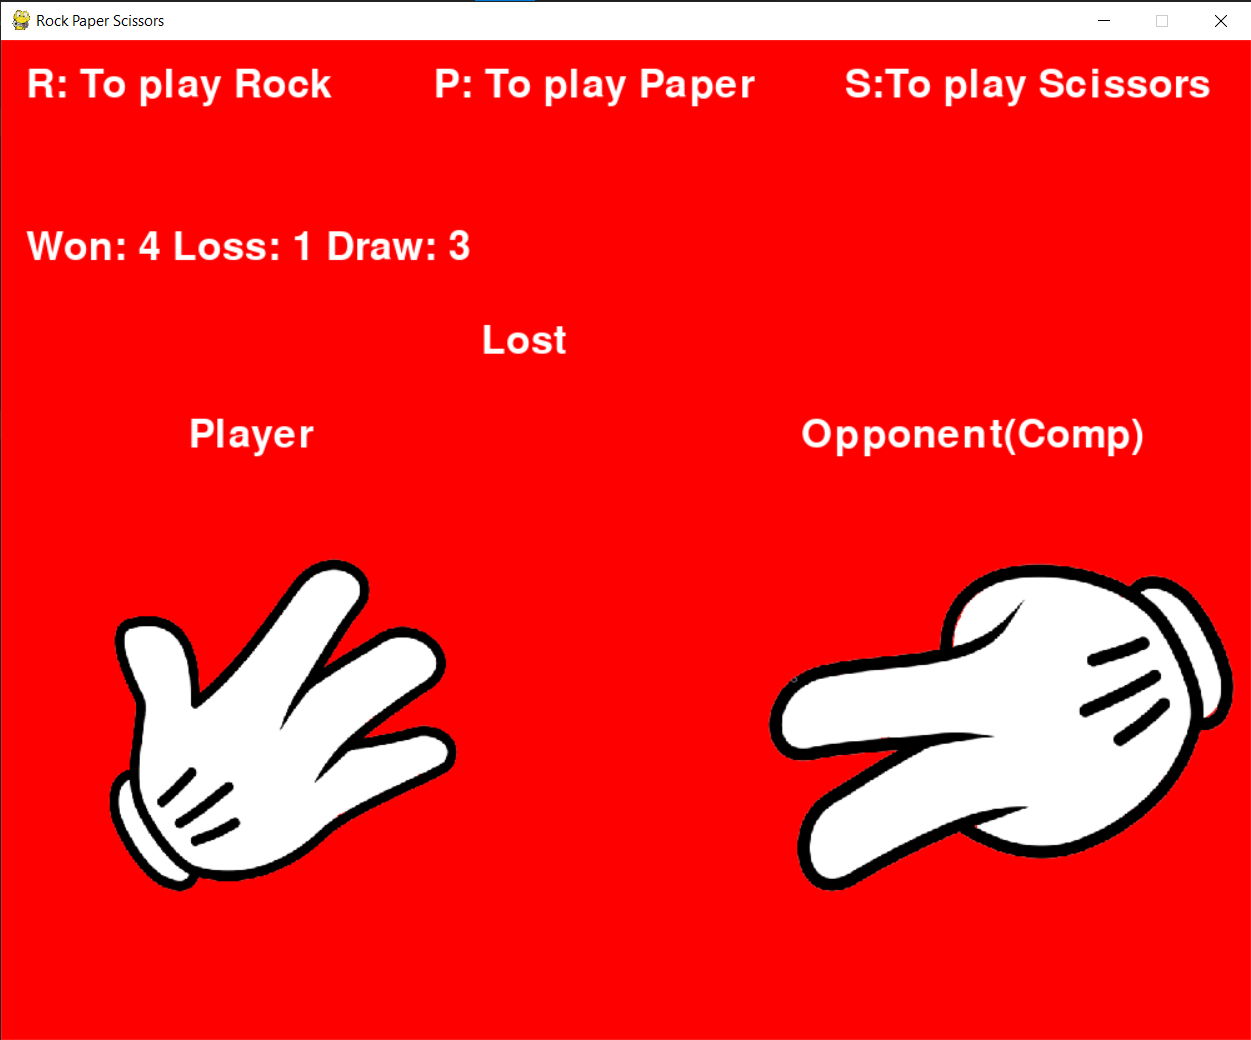 Rock Paper Scissors
R: To play Rock P: To play Paper S:To play Scissors
Won: 4 Loss: 1 Draw: 3
Lost
Player Opponent(Comp)